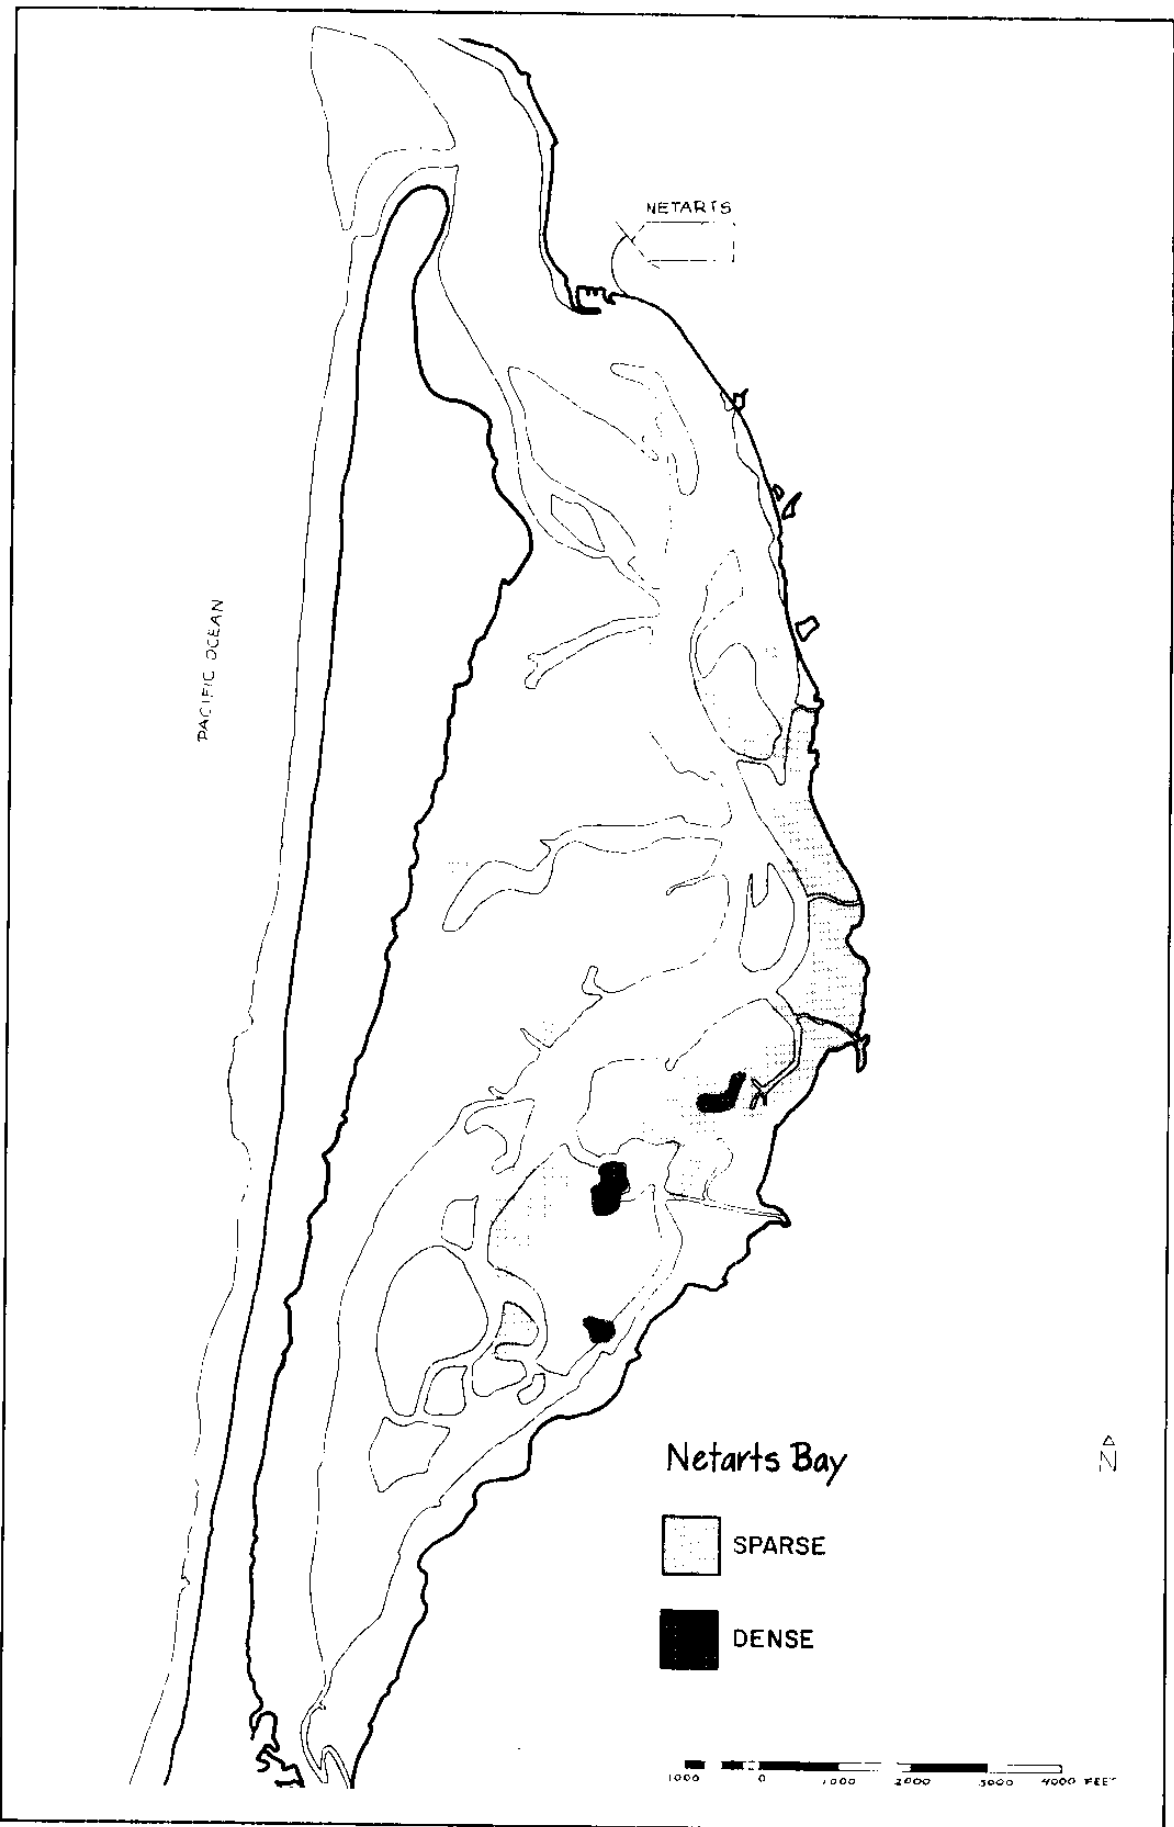 NETARTS
PACIFIC OCEAN
Netarts Bay
N
SPARSE
DENSE
1000 0 1000 2000 3000 4000 FEET